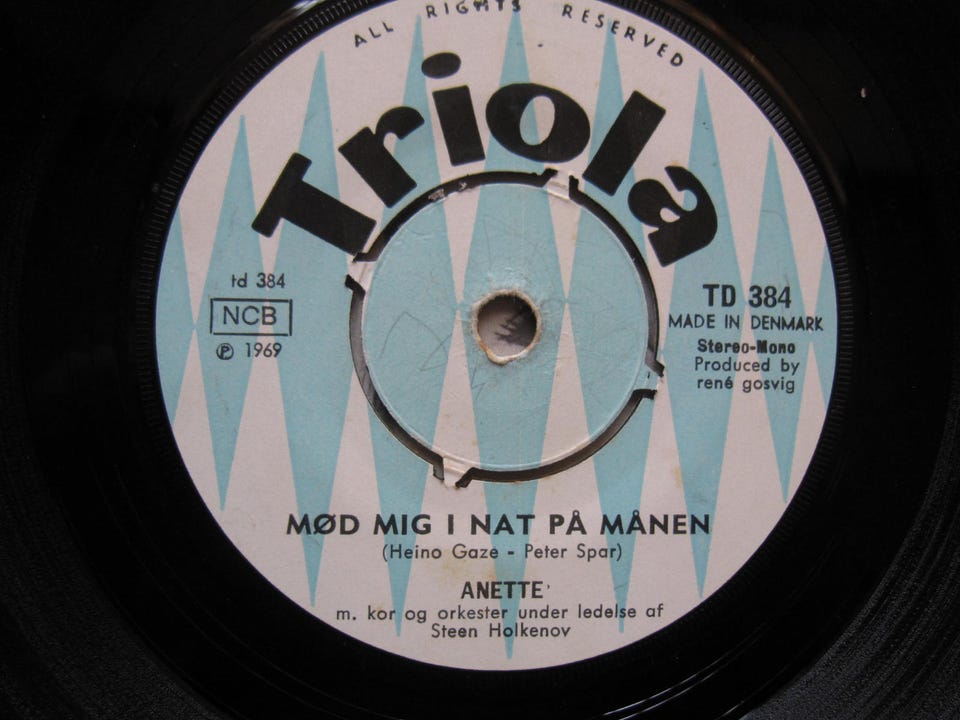 ALL RIGHTS RESERVED
Triola
td 384
NCB
℗ 1969
TD 384
MADE IN DENMARK
Stereo-Mono
Produced by
rené gosvig
MØD MIG I NAT PÅ MÅNEN
(Heino Gaze - Peter Spar)
ANETTE
m. kor og orkester under ledelse af
Steen Holkenov